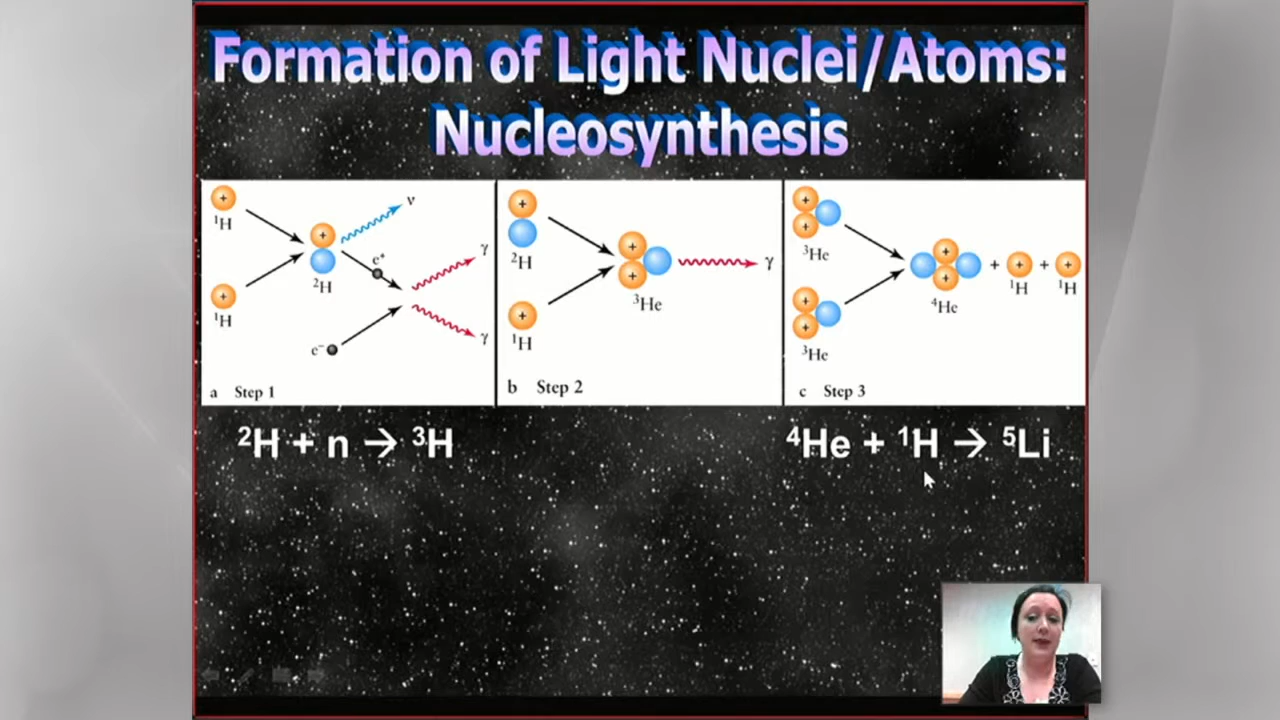 Formation of Light Nuclei/Atoms:
Nucleosynthesis
+
¹H
+
¹H
+
²H
ν
e⁺
γ
e⁻
γ
a Step 1
+
²H
+
¹H
+
+
³He
γ
b Step 2
+
+
³He
+
+
³He
+
+
⁴He
+ + + +
¹H ¹H
c Step 3
²H + n → ³H
⁴He + ¹H → ⁵Li